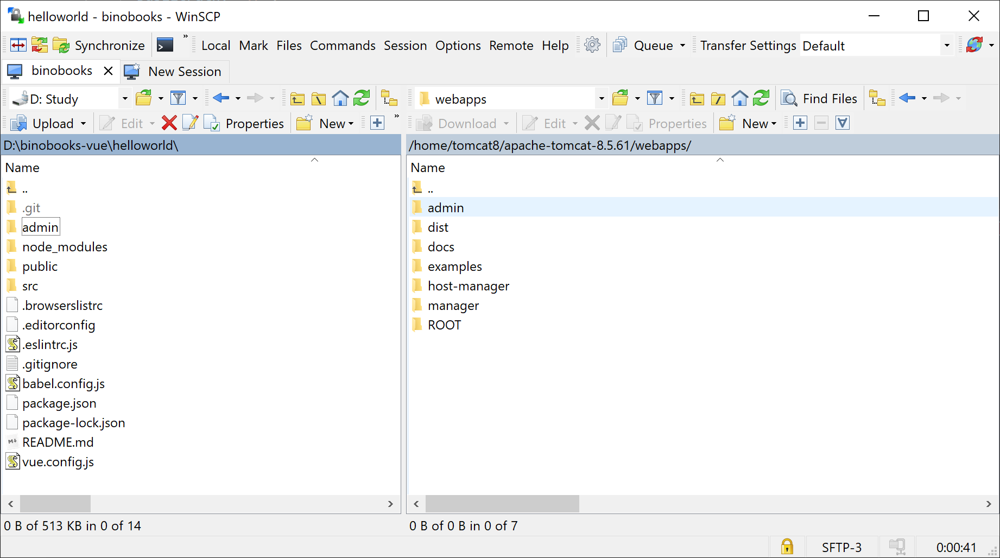 helloworld - binobooks - WinSCP
Synchronize » Local Mark Files Commands Session Options Remote Help Queue Transfer Settings Default
binobooks New Session
D: Study webapps Find Files
Upload Edit Properties New » Download Edit Properties New
D:\binobooks-vue\helloworld\
Name
..
.git
admin
node_modules
public
src
.browserslistrc
.editorconfig
.eslintrc.js
.gitignore
babel.config.js
package.json
package-lock.json
README.md
vue.config.js
0 B of 513 KB in 0 of 14
/home/tomcat8/apache-tomcat-8.5.61/webapps/
Name
..
admin
dist
docs
examples
host-manager
manager
ROOT
0 B of 0 B in 0 of 7
SFTP-3 0:00:41